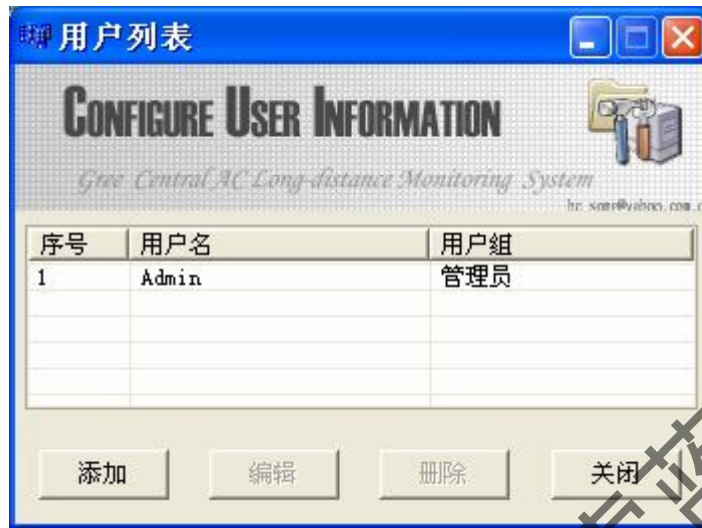 用户列表
CONFIGURE USER INFORMATION
Gree Central AC Long-distance Monitoring System
序号 用户名 用户组
1 Admin 管理员
添加 编辑 删除 关闭